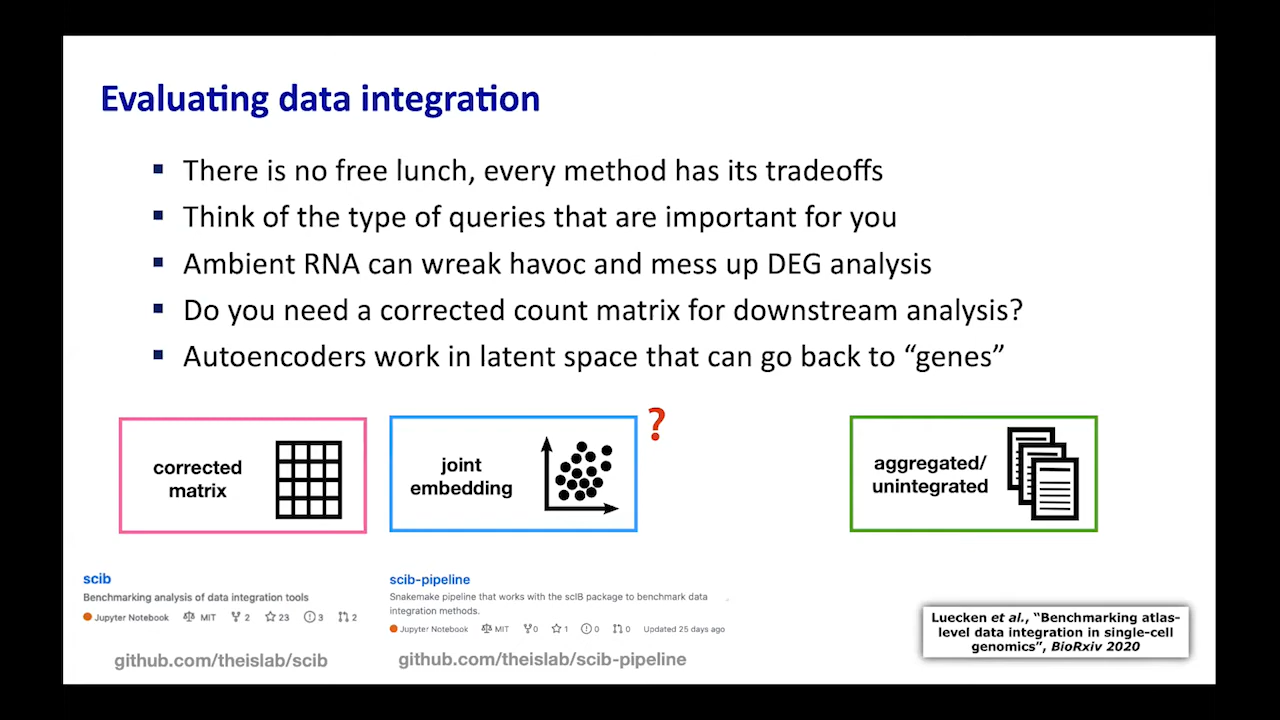 Evaluating data integration
There is no free lunch, every method has its tradeoffs
Think of the type of queries that are important for you
Ambient RNA can wreak havoc and mess up DEG analysis
Do you need a corrected count matrix for downstream analysis?
Autoencoders work in latent space that can go back to “genes”
corrected
matrix
joint
embedding
?
aggregated/
unintegrated
scib
Benchmarking analysis of data integration tools
Jupyter Notebook MIT 2 23 3 2
github.com/theislab/scib
scib-pipeline
Snakemake pipeline that works with the scIB package to benchmark data
integration methods.
Jupyter Notebook MIT 0 1 0 0 Updated 25 days ago
github.com/theislab/scib-pipeline
Luecken et al., “Benchmarking atlas-
level data integration in single-cell
genomics”, BioRxiv 2020